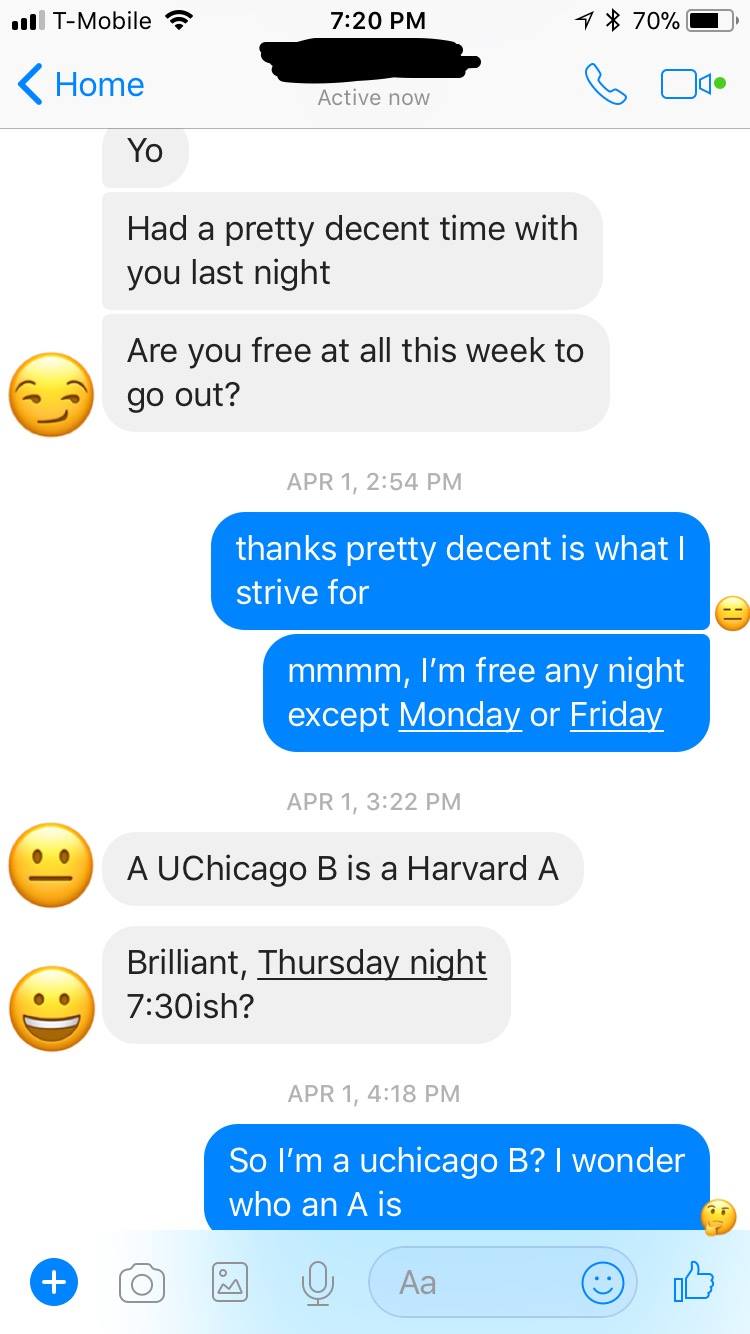 T-Mobile 7:20 PM 70%
Home
Active now
Yo
Had a pretty decent time with
you last night
Are you free at all this week to
go out?
APR 1, 2:54 PM
thanks pretty decent is what I
strive for
mmmm, I’m free any night
except Monday or Friday
APR 1, 3:22 PM
A UChicago B is a Harvard A
Brilliant, Thursday night
7:30ish?
APR 1, 4:18 PM
So I’m a uchicago B? I wonder
who an A is
Aa